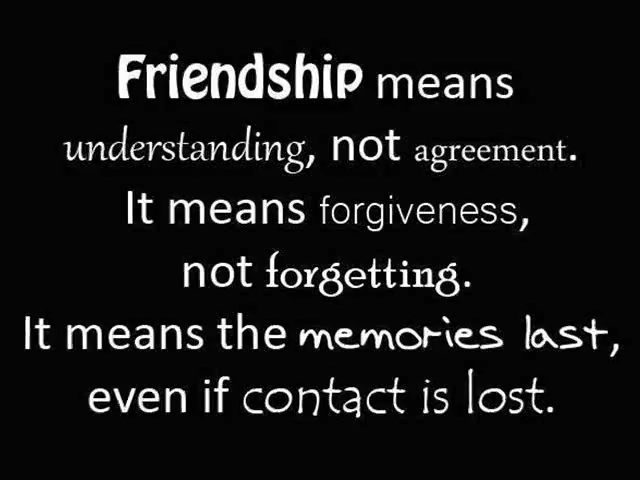 Friendship means
understanding, not agreement.
It means forgiveness,
not forgetting.
It means the memories last,
even if contact is lost.